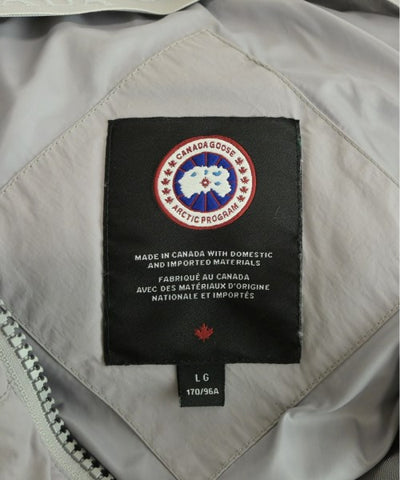 CANADA GOOSE
ARCTIC PROGRAM
MADE IN CANADA WITH DOMESTIC
AND IMPORTED MATERIALS
FABRIQUÉ AU CANADA
AVEC DES MATÉRIAUX D'ORIGINE
NATIONALE ET IMPORTÉS
LG
170/96A